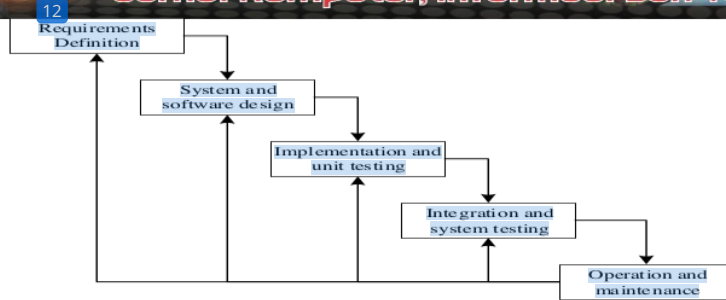 12
Requirements
Definition
System and
software design
Implementation and
unit testing
Integration and
system testing
Operation and
maintenance